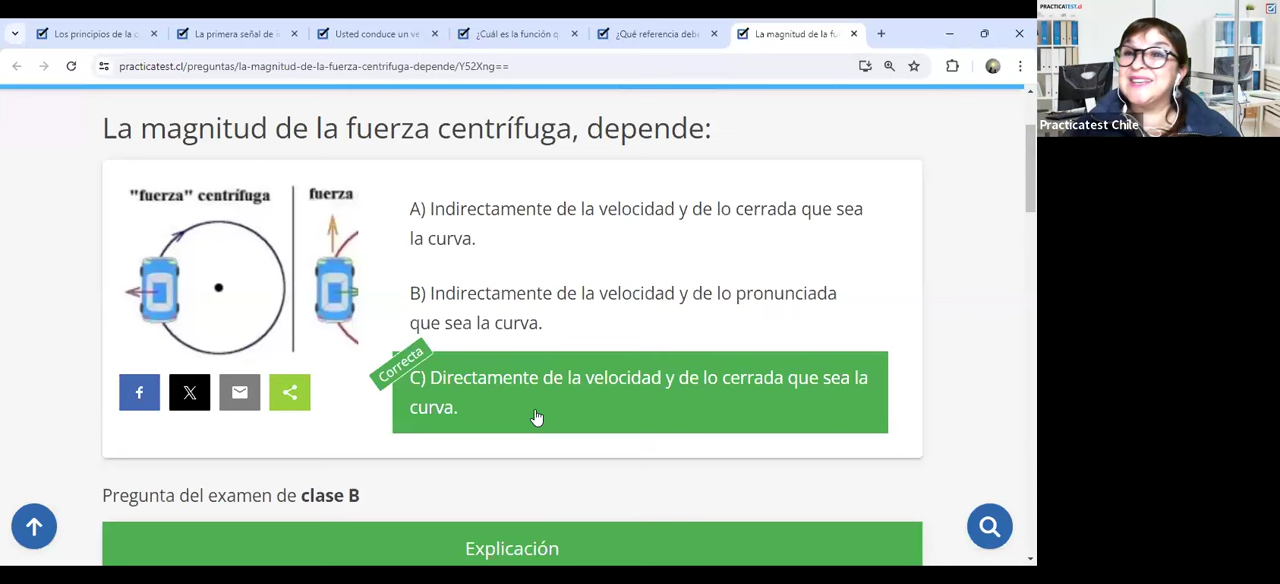 Los principios de la c
La primera señal de i
Usted conduce un ve
¿Cuál es la función q
¿Qué referencia debe
La magnitud de la fu
practicatest.cl/preguntas/la-magnitud-de-la-fuerza-centrifuga-depende/MzIzXng==
PRACTICATEST.cl
Practicatest Chile
La magnitud de la fuerza centrífuga, depende:
"fuerza" centrífuga
fuerza
A) Indirectamente de la velocidad y de lo cerrada que sea
la curva.
B) Indirectamente de la velocidad y de lo pronunciada
que sea la curva.
Correcta
C) Directamente de la velocidad y de lo cerrada que sea la
curva.
Pregunta del examen de clase B
Explicación